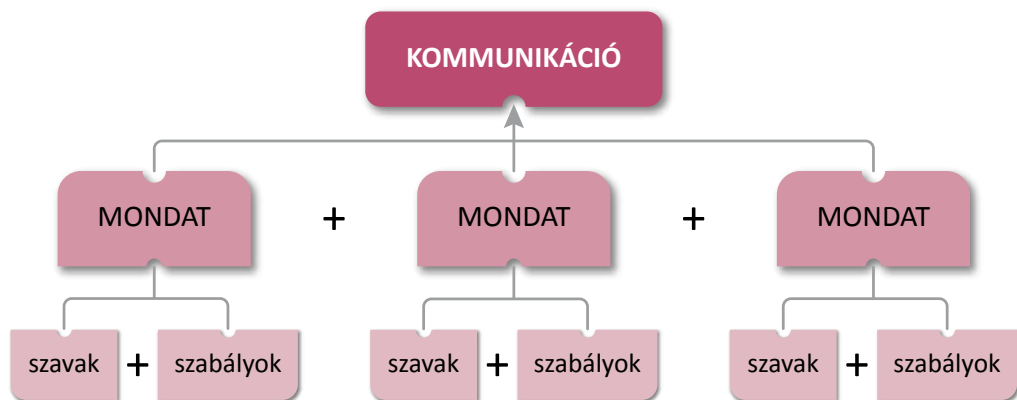 KOMMUNIKÁCIÓ
MONDAT + MONDAT + MONDAT
szavak + szabályok szavak + szabályok szavak + szabályok